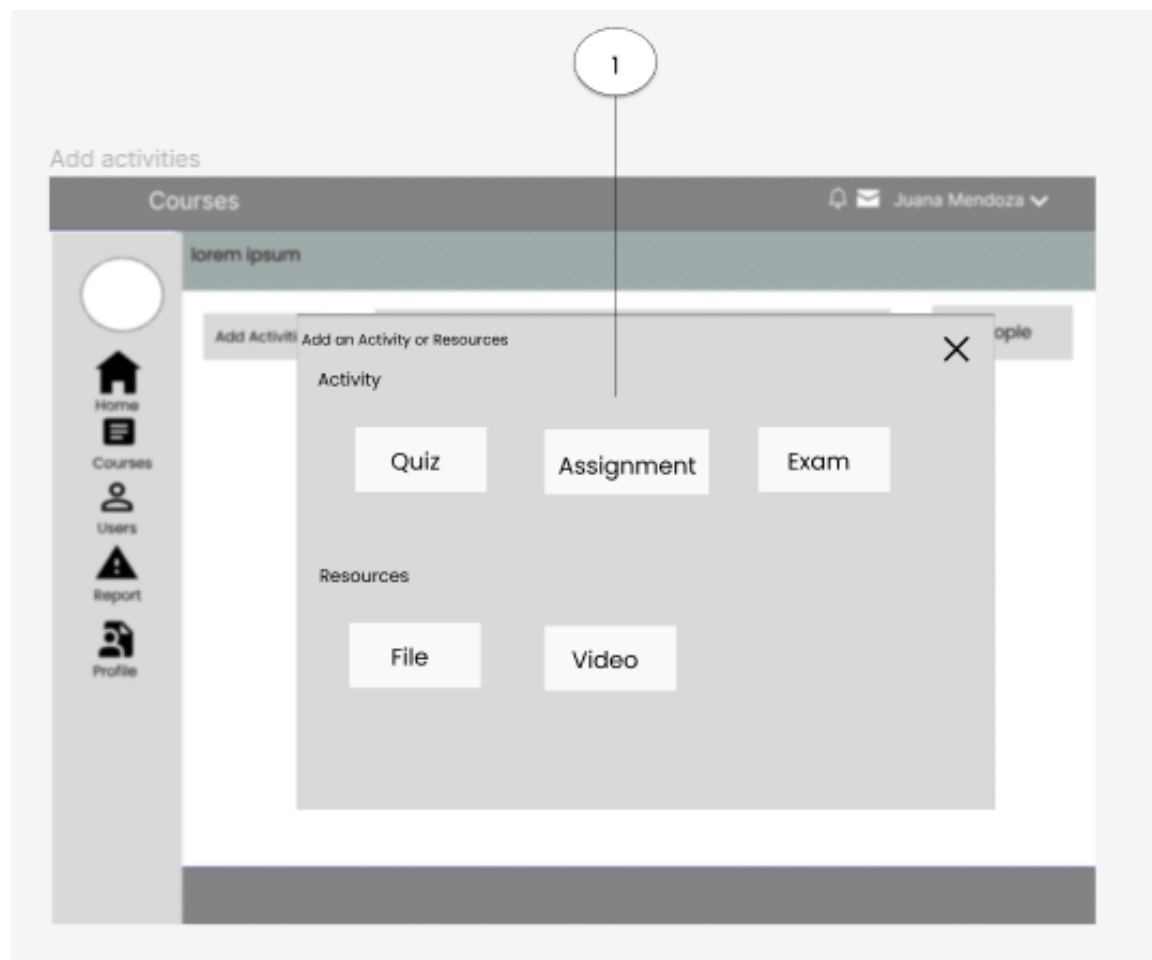 1
Add activities
Courses
Juana Mendoza
lorem ipsum
Add Activiti
ople
Add an Activity or Resources
Activity
Home
Courses
Quiz
Assignment
Exam
Users
Report
Resources
File
Video
Profile